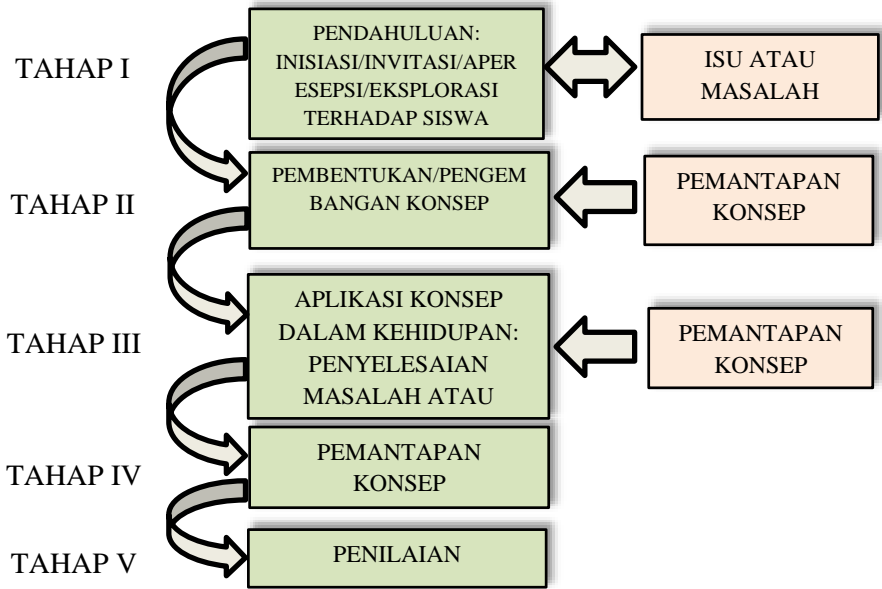 TAHAP I
PENDAHULUAN:
INISIASI/INVITASI/APER
ESEPSI/EKSPLORASI
TERHADAP SISWA
ISU ATAU
MASALAH
TAHAP II
PEMBENTUKAN/PENGEM
BANGAN KONSEP
PEMANTAPAN
KONSEP
TAHAP III
APLIKASI KONSEP
DALAM KEHIDUPAN:
PENYELESAIAN
MASALAH ATAU
PEMANTAPAN
KONSEP
TAHAP IV
PEMANTAPAN
KONSEP
TAHAP V
PENILAIAN